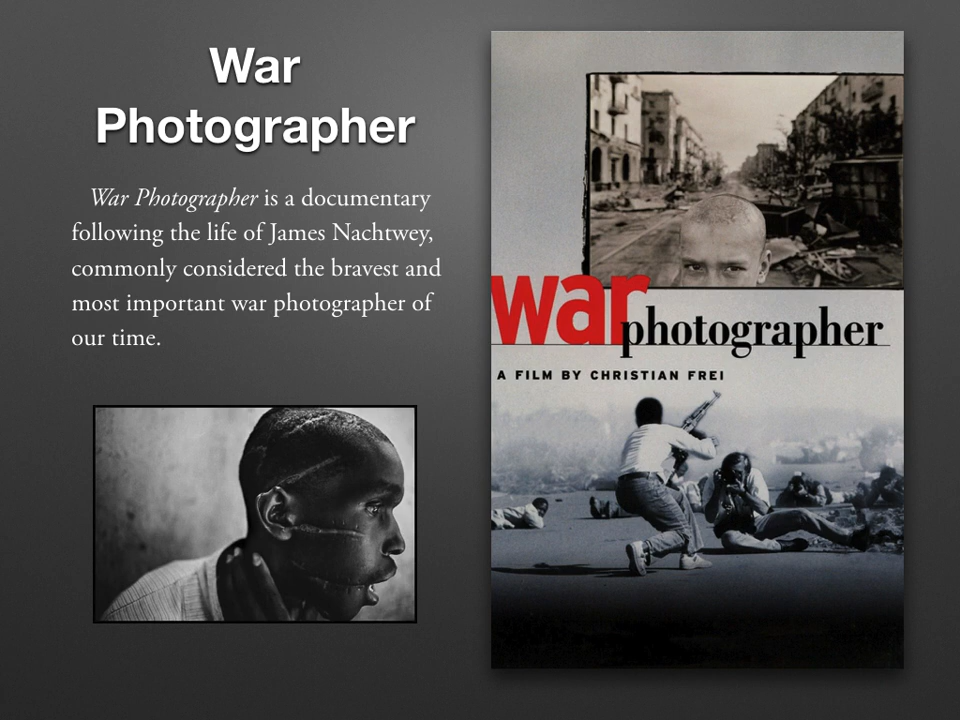 War
Photographer
War Photographer is a documentary
following the life of James Nachtwey,
commonly considered the bravest and
most important war photographer of
our time.
war
photographer
A FILM BY CHRISTIAN FREI